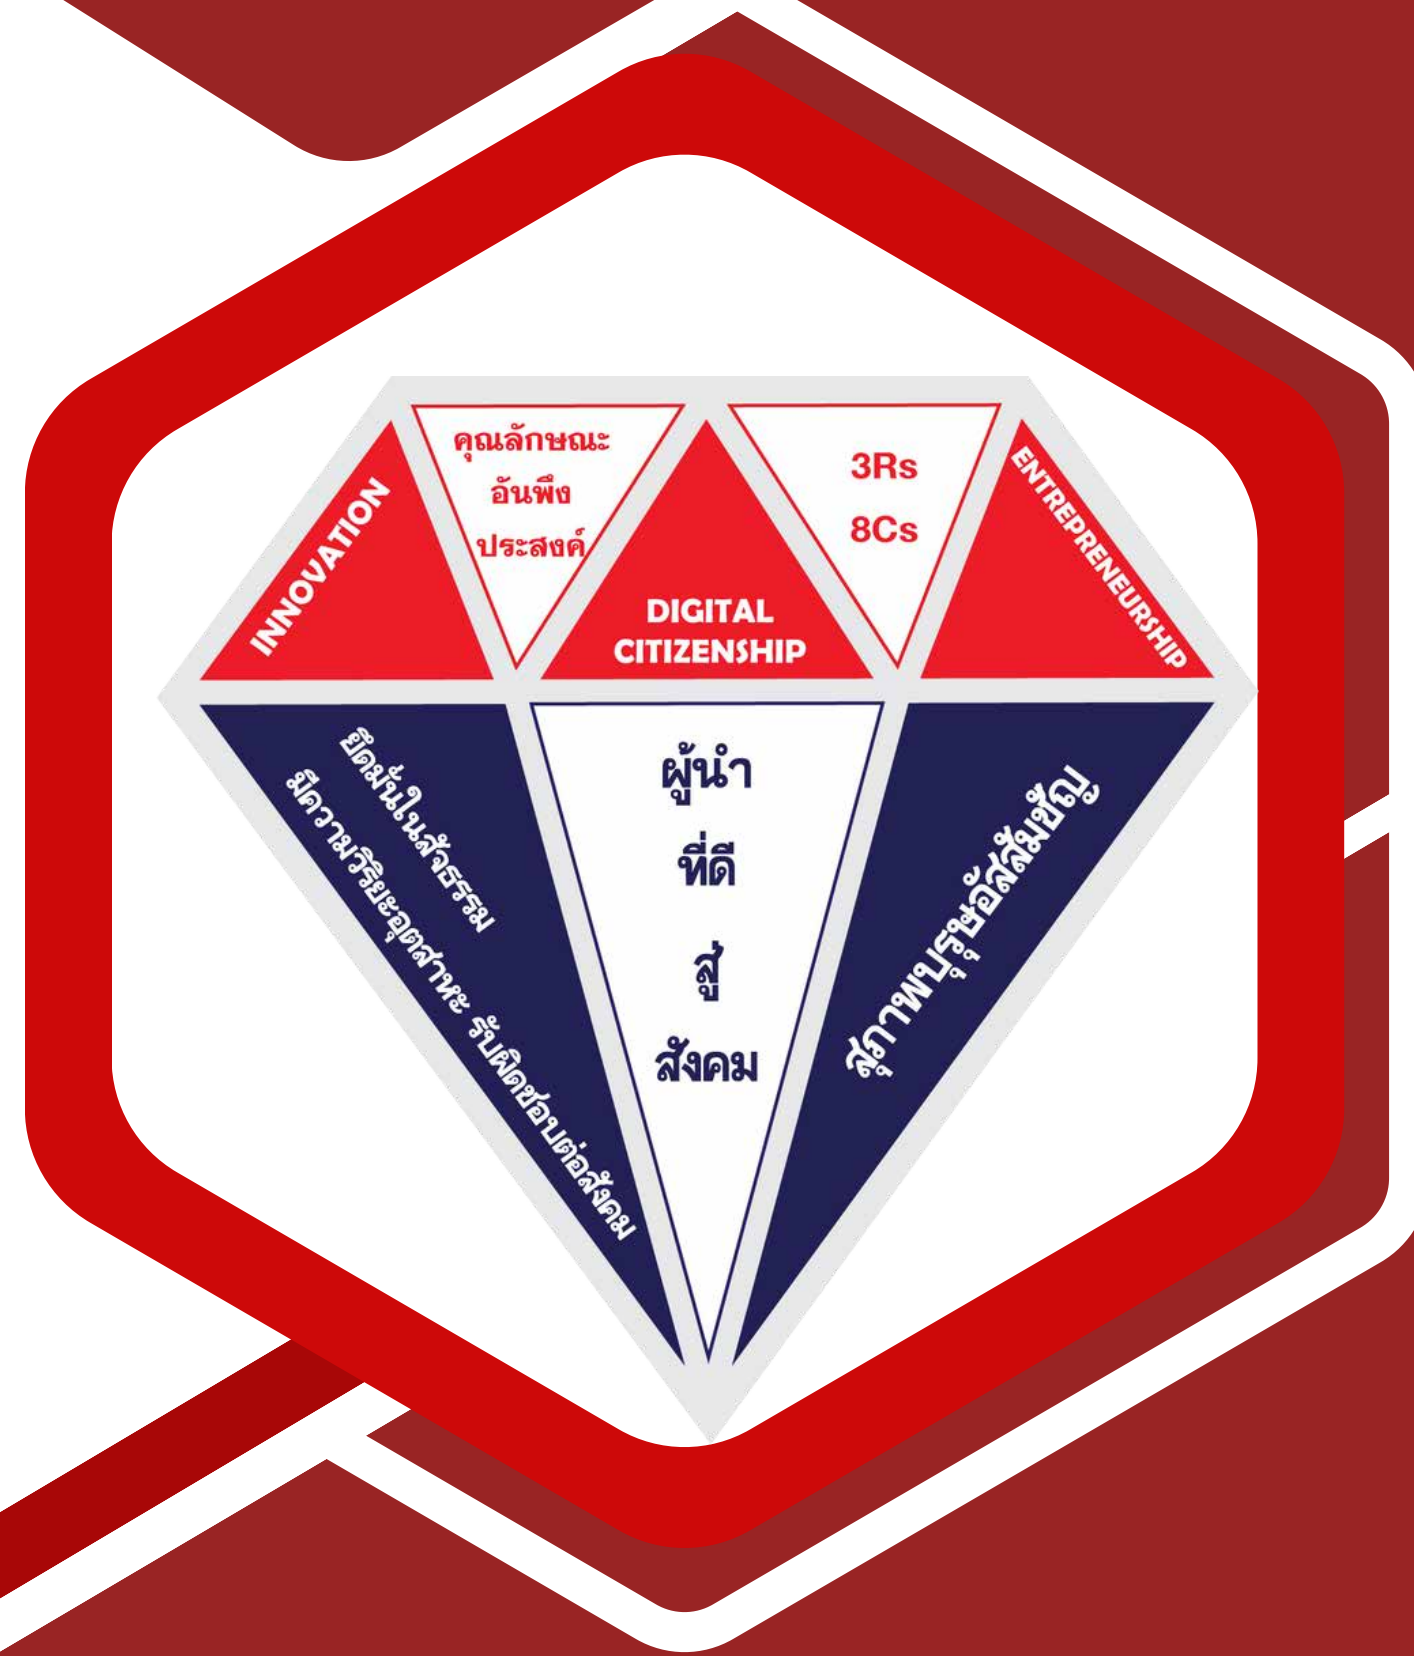 INNOVATION
คุณลักษณะ
อันพึง
ประสงค์
DIGITAL
CITIZENSHIP
3Rs
8Cs
ENTREPRENEURSHIP
ยึดมั่นในสัจธรรม
มีความวิริยะอุตสาหะ รับผิดชอบต่อสังคม
ผู้นำ
ที่ดี
สู่
สังคม
สุภาพบุรุษอัสสัมชัญ